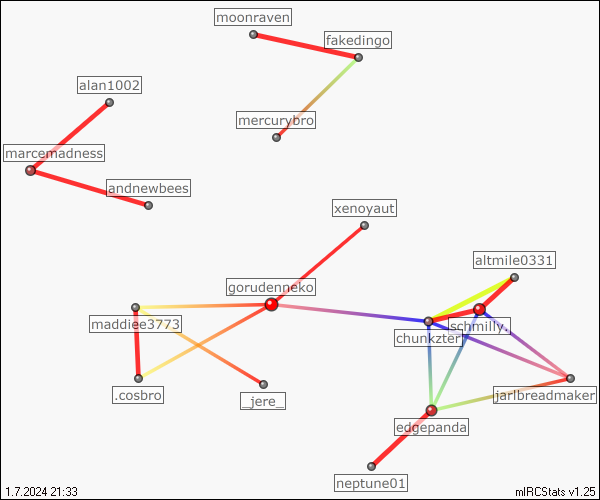 moonraven
fakedingo
alan1002
mercurybro
marcemadness
andnewbees
xenoyaut
altmile0331
gorudenneko
maddiee3773
schmilly_
chunkzter
.cosbro
_jere_
jarlbreadmaker
edgepanda
neptune01
1.7.2024 21:33
mIRCStats v1.25